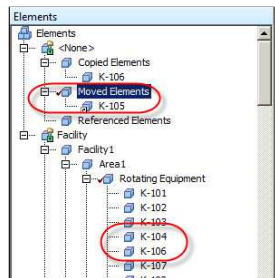 Elements
Elements
<None>
Copied Elements
K-106
Moved Elements
K-105
Referenced Elements
Facility
Facility1
Area1
Rotating Equipment
K-101
K-102
K-103
K-104
K-106
K-107